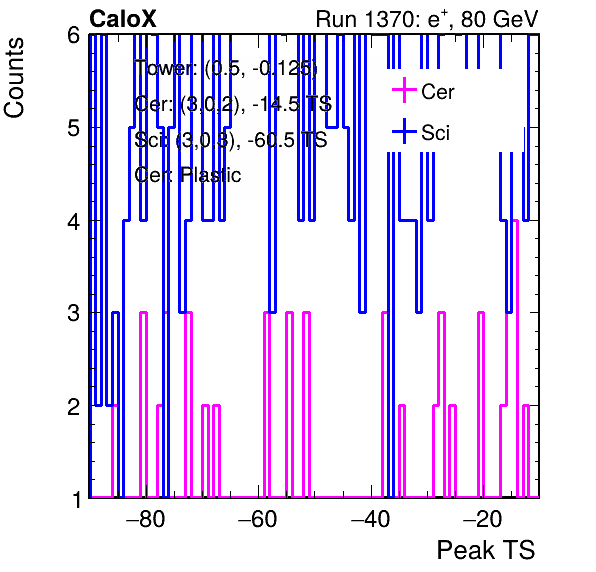 CaloX
Run 1370: e⁺, 80 GeV
Counts
6
5
4
3
2
1
Tower: (0.5, -0.125)
Cer: (3,0,2), -14.5 TS
Sci: (3,0,3), -60.5 TS
Cer: Plastic
Cer
Sci
−80
−60
−40
−20
Peak TS